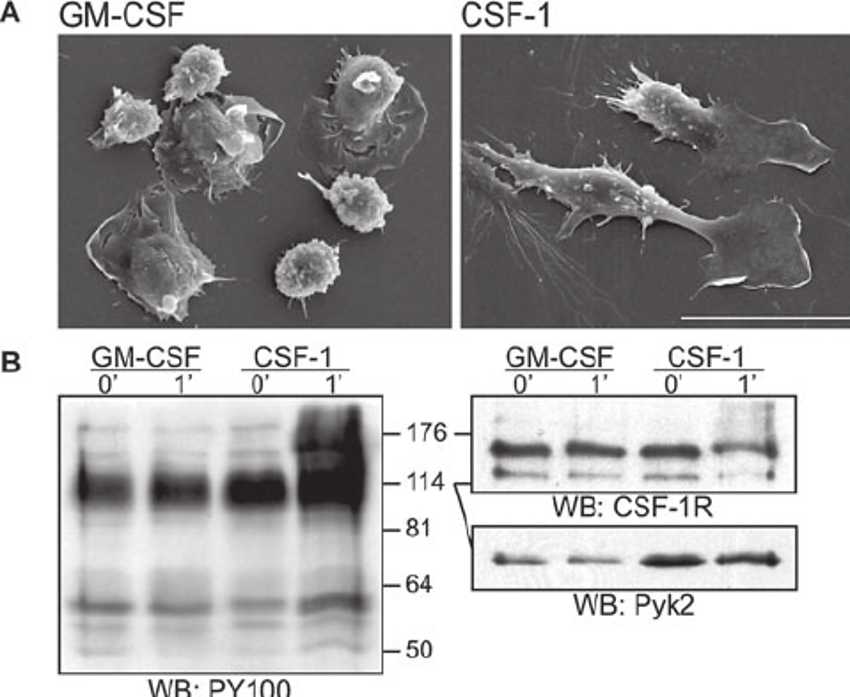 A GM-CSF CSF-1
B GM-CSF CSF-1 GM-CSF CSF-1
0' 1' 0' 1' 0' 1' 0' 1'
176
114
WB: CSF-1R
81
64
WB: Pyk2
50
WB: PY100